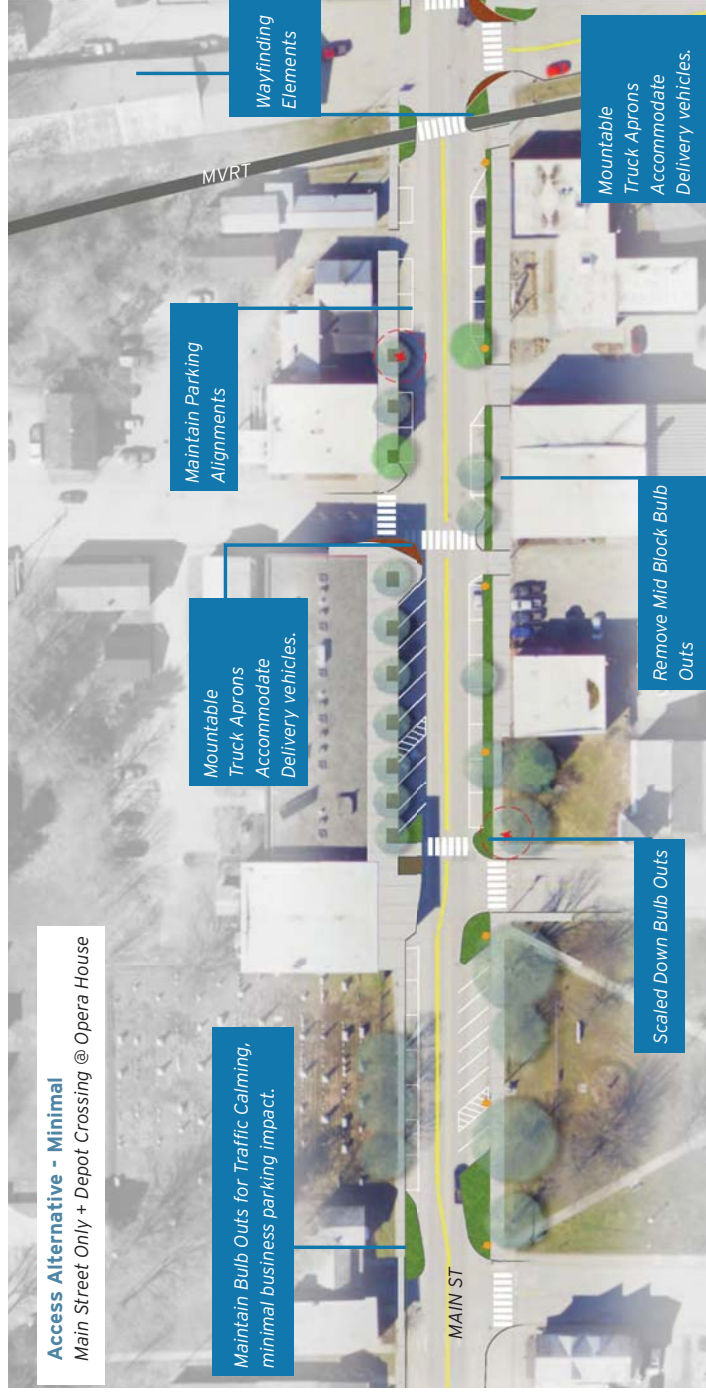 Access Alternative - Minimal
Main Street Only + Depot Crossing @ Opera House
Maintain Bulb Outs for Traffic Calming,
minimal business parking impact.
Mountable
Truck Aprons
Accommodate
Delivery vehicles.
Maintain Parking
Alignments
Wayfinding
Elements
MVRT
MAIN ST
Scaled Down Bulb Outs
Remove Mid Block Bulb
Outs
Mountable
Truck Aprons
Accommodate
Delivery vehicles.